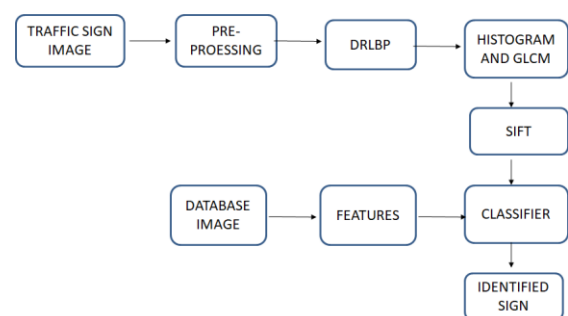 TRAFFIC SIGN
IMAGE
PRE-
PROESSING
DRLBP
HISTOGRAM
AND GLCM
SIFT
DATABASE
IMAGE
FEATURES
CLASSIFIER
IDENTIFIED
SIGN